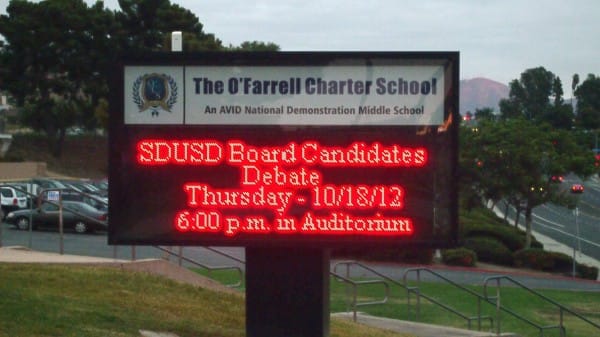 The O'Farrell Charter School
An AVID National Demonstration Middle School
SDUSD Board Candidates
Debate
Thursday - 10/18/12
6:00 p.m. in Auditorium